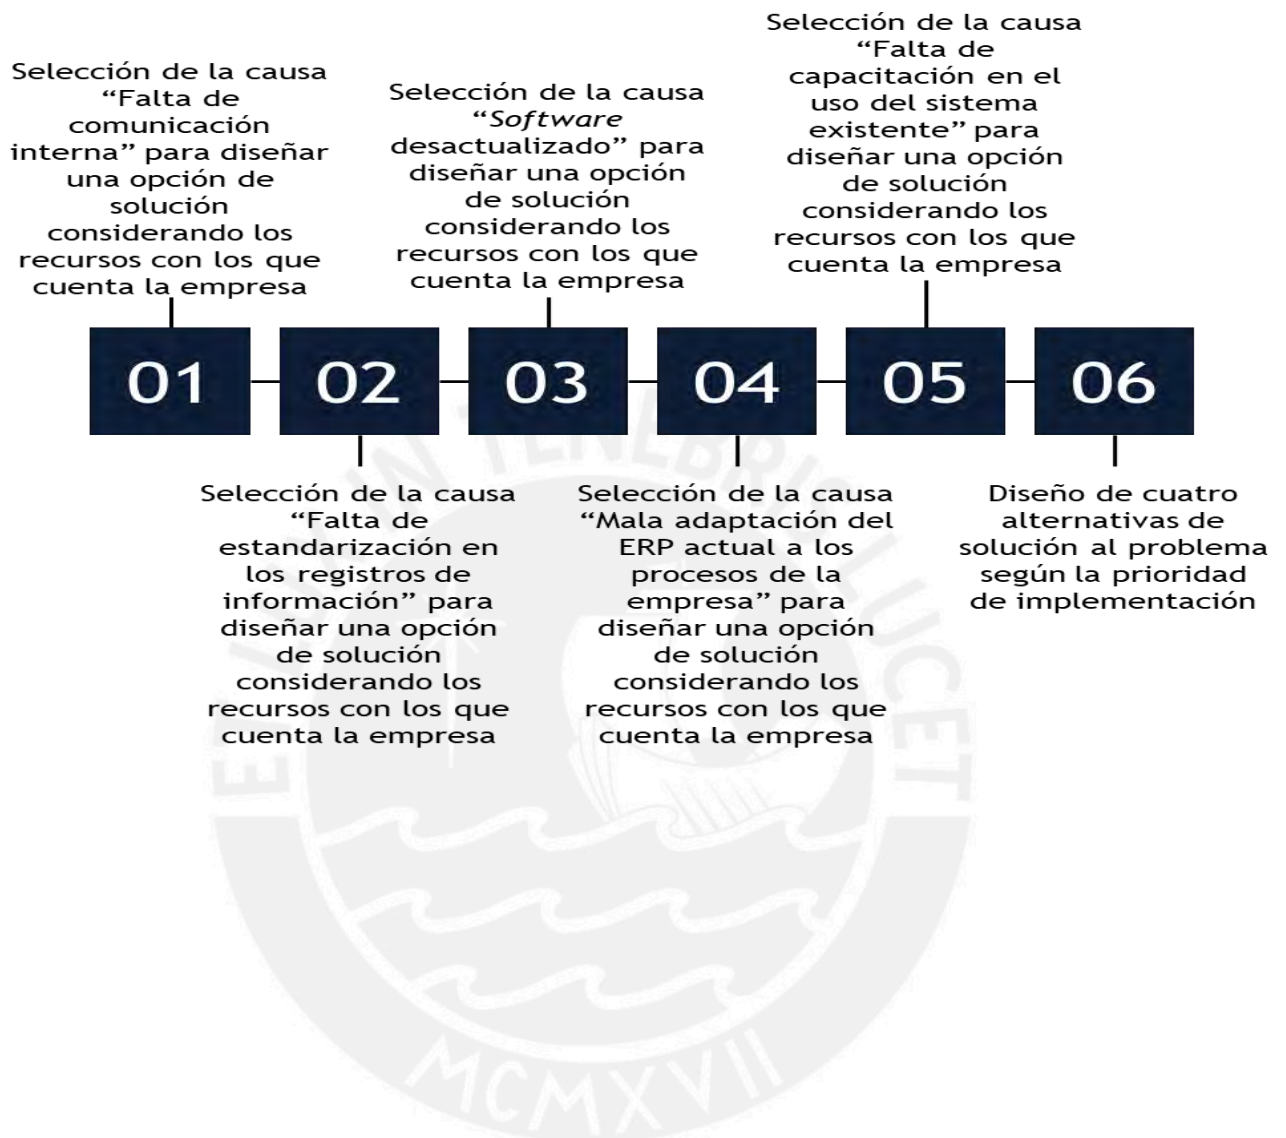 Selección de la causa
“Falta de
comunicación
interna” para diseñar
una opción de
solución
considerando los
recursos con los que
cuenta la empresa
Selección de la causa
“Software
desactualizado” para
diseñar una opción
de solución
considerando los
recursos con los que
cuenta la empresa
Selección de la causa
“Falta de
capacitación en el
uso del sistema
existente” para
diseñar una opción
de solución
considerando los
recursos con los que
cuenta la empresa
01
02
03
04
05
06
Selección de la causa
“Falta de
estandarización en
los registros de
información” para
diseñar una opción
de solución
considerando los
recursos con los que
cuenta la empresa
Selección de la causa
“Mala adaptación del
ERP actual a los
procesos de la
empresa” para
diseñar una opción
de solución
considerando los
recursos con los que
cuenta la empresa
Diseño de cuatro
alternativas de
solución al problema
según la prioridad
de implementación
ET LUX IN TENEBRIS LUCET
MCMXVII